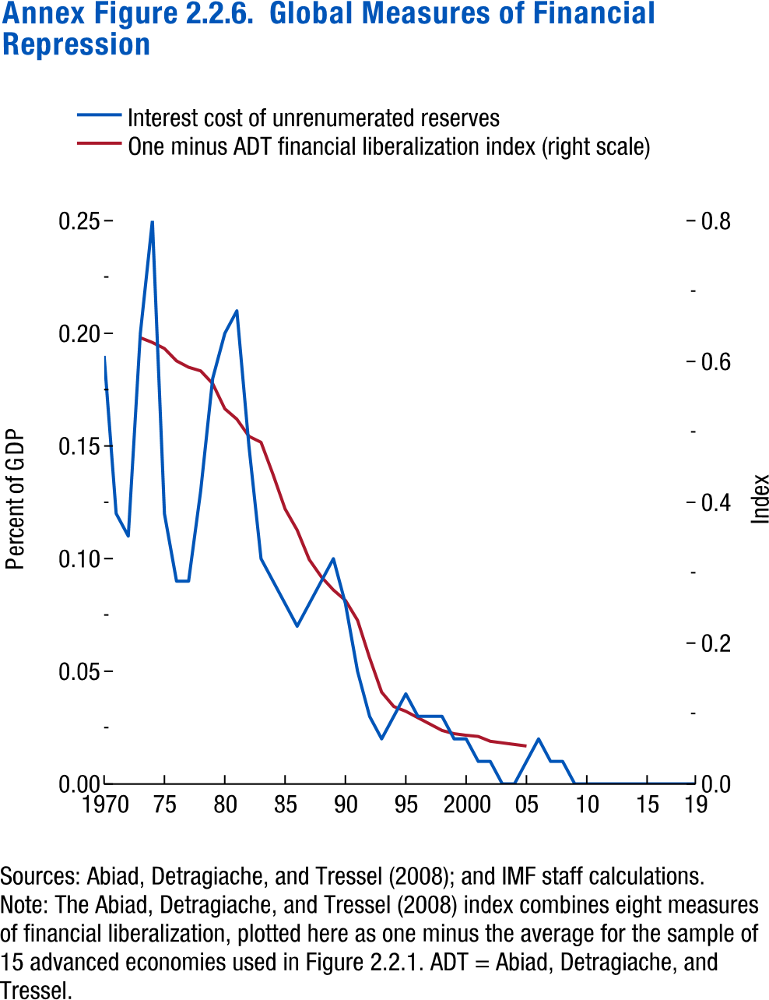 Annex Figure 2.2.6. Global Measures of Financial
Repression
Interest cost of unrenumerated reserves
One minus ADT financial liberalization index (right scale)
0.25
0.20
0.15
0.10
0.05
0.00
Percent of GDP
0.8
0.6
0.4
0.2
0.0
Index
1970 75 80 85 90 95 2000 05 10 15 19
Sources: Abiad, Detragiache, and Tressel (2008); and IMF staff calculations.
Note: The Abiad, Detragiache, and Tressel (2008) index combines eight measures
of financial liberalization, plotted here as one minus the average for the sample of
15 advanced economies used in Figure 2.2.1. ADT = Abiad, Detragiache, and
Tressel.